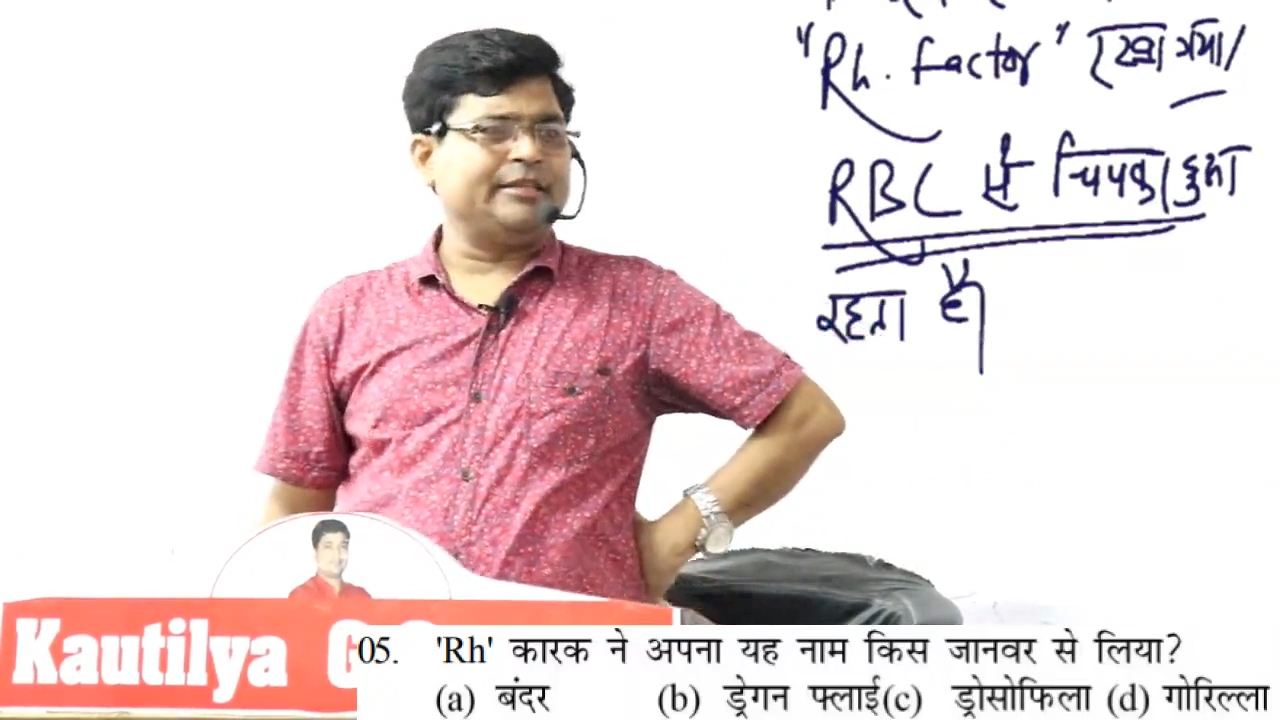 "Rh. factor" रखा गया/
RBC से चिपका हुआ
रहता है|
Kautilya
05. 'Rh' कारक ने अपना यह नाम किस जानवर से लिया?
(a) बंदर (b) ड्रेगन फ्लाई(c) ड्रोसोफिला (d) गोरिल्ला